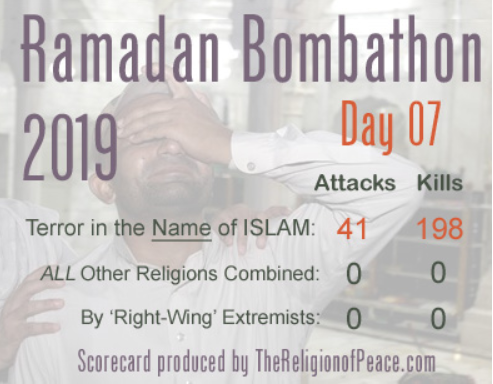 Ramadan Bombathon
2019 Day 07
Attacks Kills
Terror in the Name of ISLAM: 41 198
ALL Other Religions Combined: 0 0
By ‘Right-Wing’ Extremists: 0 0
Scorecard produced by TheReligionofPeace.com